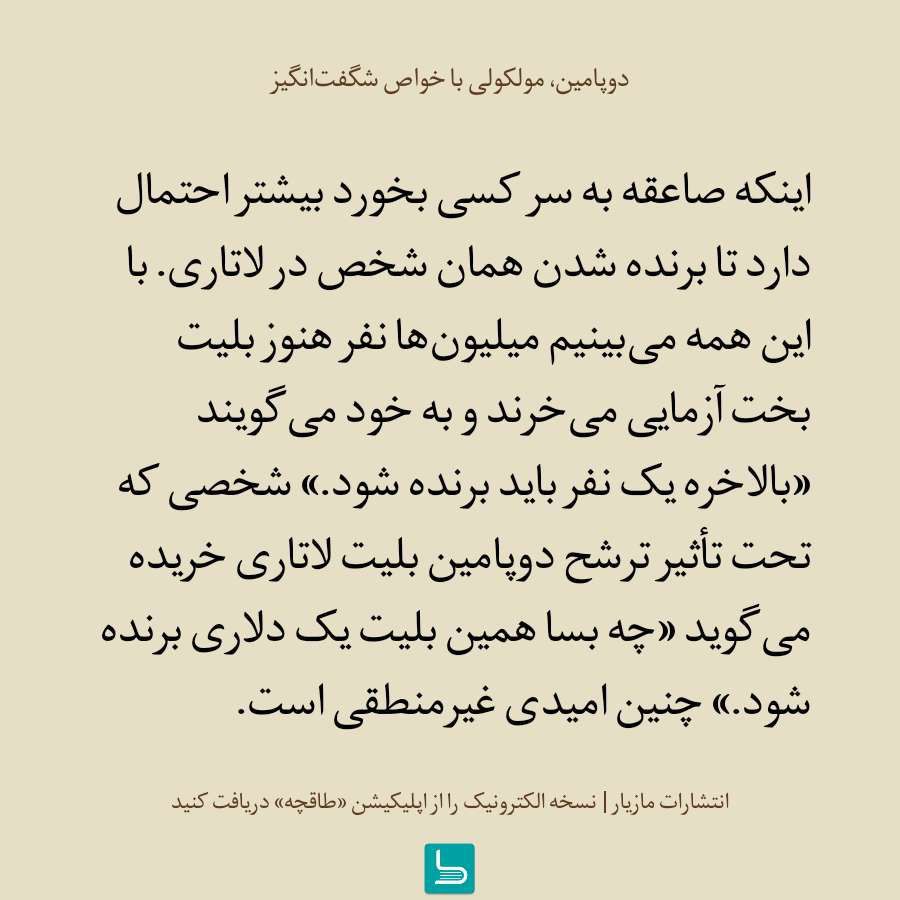 دوپامین، مولکولی با خواص شگفت‌انگیز
اینکه صاعقه به سر کسی بخورد بیشتر احتمال
دارد تا برنده شدن همان شخص در لاتاری. با
این همه می‌بینیم میلیون‌ها نفر هنوز بلیت
بخت‌آزمایی می‌خرند و به خود می‌گویند
«بالاخره یک نفر باید برنده شود.» شخصی که
تحت تأثیر ترشح دوپامین بلیت لاتاری خریده
می‌گوید «چه بسا همین بلیت یک دلاری برنده
شود.» چنین امیدی غیرمنطقی است.
انتشارات مازیار | نسخه الکترونیک را از اپلیکیشن «طاقچه» دریافت کنید